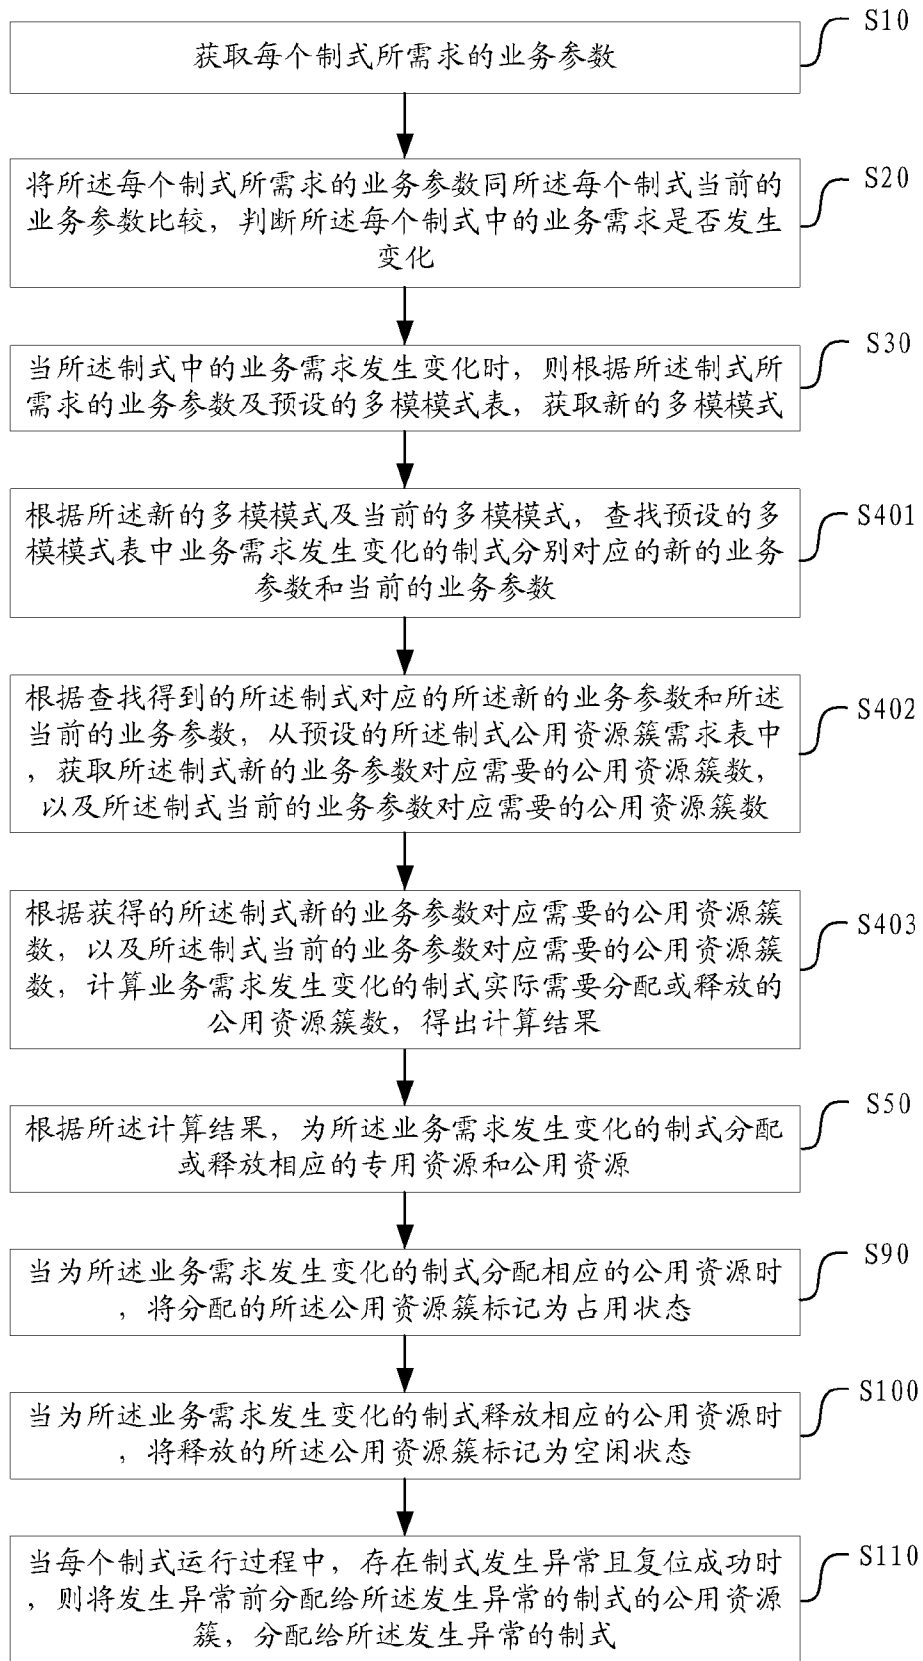 S10
获取每个制式所需求的业务参数
S20
将所述每个制式所需求的业务参数同所述每个制式当前的
业务参数比较，判断所述每个制式中的业务需求是否发生
变化
S30
当所述制式中的业务需求发生变化时，则根据所述制式所
需求的业务参数及预设的多模模式表，获取新的多模模式
S401
根据所述新的多模模式及当前的多模模式，查找预设的多
模模式表中业务需求发生变化的制式分别对应的新的业务
参数和当前的业务参数
S402
根据查找得到的所述制式对应的所述新的业务参数和所述
当前的业务参数，从预设的所述制式公用资源簇需求表中
，获取所述制式新的业务参数对应需要的公用资源簇数，
以及所述制式当前的业务参数对应需要的公用资源簇数
S403
根据获得的所述制式新的业务参数对应需要的公用资源簇
数，以及所述制式当前的业务参数对应需要的公用资源簇
数，计算业务需求发生变化的制式实际需要分配或释放的
公用资源簇数，得出计算结果
S50
根据所述计算结果，为所述业务需求发生变化的制式分配
或释放相应的专用资源和公用资源
S90
当为所述业务需求发生变化的制式分配相应的公用资源时
，将分配的所述公用资源簇标记为占用状态
S100
当为所述业务需求发生变化的制式释放相应的公用资源时
，将释放的所述公用资源簇标记为空闲状态
S110
当每个制式运行过程中，存在制式发生异常且复位成功时
，则将发生异常前分配给所述发生异常的制式的公用资源
簇，分配给所述发生异常的制式